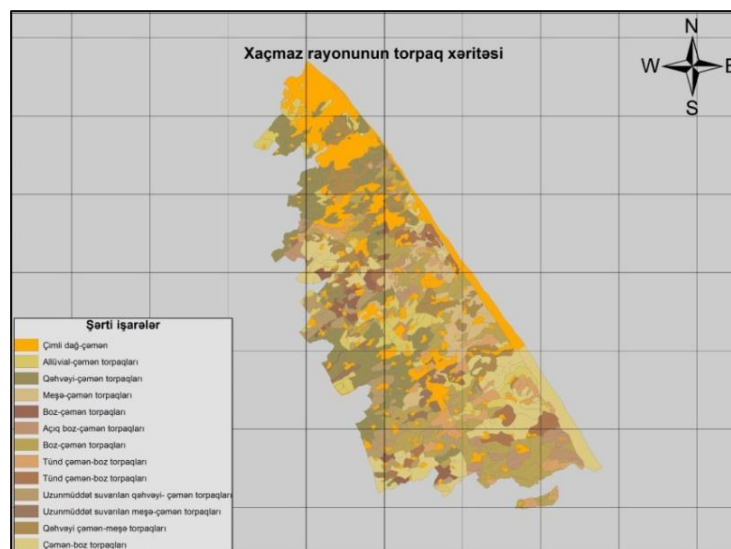 Xaçmaz rayonunun torpaq xəritəsi
N
W E
S
Şərti işarələr
Çimli dağ-çəmən
Allüvial-çəmən torpaqları
Qəhvəyi-çəmən torpaqları
Meşə-çəmən torpaqları
Boz-çəmən torpaqları
Açıq boz-çəmən torpaqları
Boz-çəmən torpaqları
Tünd çəmən-boz torpaqları
Tünd çəmən-boz torpaqları
Uzunmüddət suvarılan qəhvəyi- çəmən torpaqları
Uzunmüddət suvarılan meşə-çəmən torpaqları
Qəhvəyi çəmən-meşə torpaqları
Çəmən-boz torpaqları